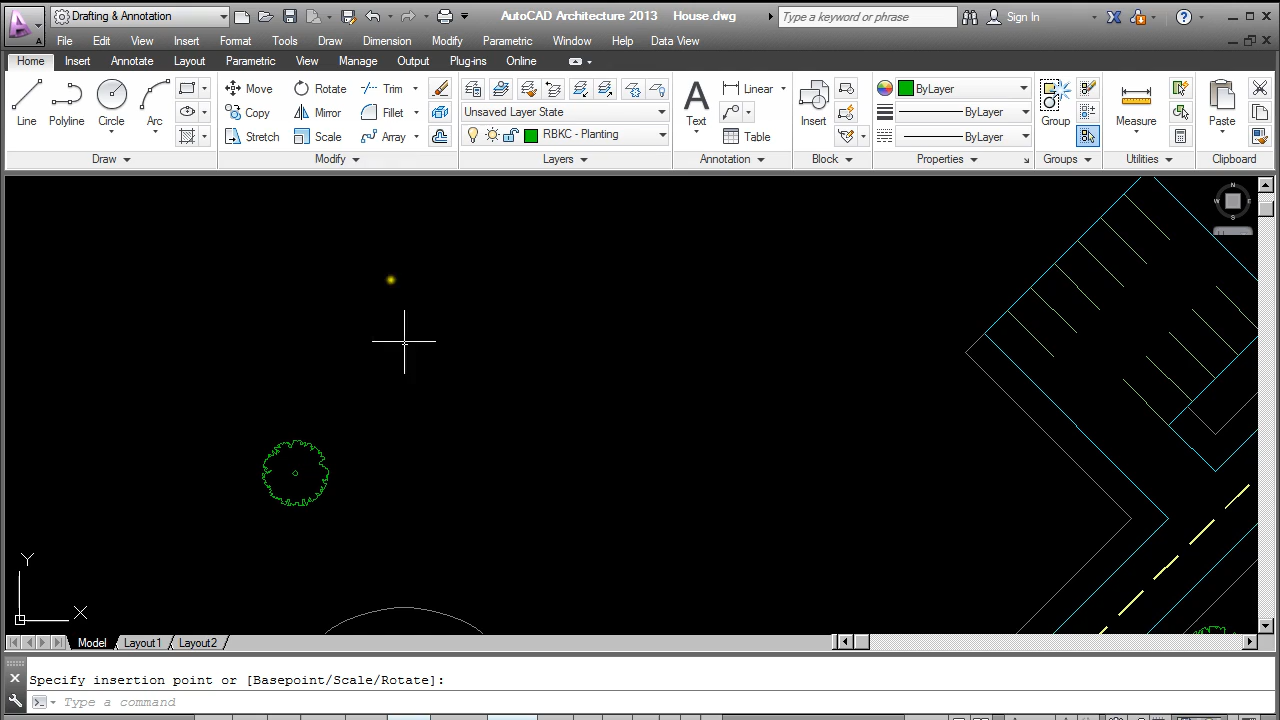 Drafting & Annotation
AutoCAD Architecture 2013 House.dwg
Type a keyword or phrase
Sign In
File Edit View Insert Format Tools Draw Dimension Modify Parametric Window Help Data View
Home Insert Annotate Layout Parametric View Manage Output Plug-ins Online
Line
Polyline
Circle
Arc
Draw
Move Rotate Trim
Copy Mirror Fillet
Stretch Scale Array
Modify
Unsaved Layer State
RBKC - Planting
Layers
A
Text
Linear
Table
Annotation
Insert
Block
ByLayer
ByLayer
ByLayer
Properties
Group
Groups
Measure
Utilities
Paste
Clipboard
N
W E
S
Y
X
Model Layout1 Layout2
Specify insertion point or [Basepoint/Scale/Rotate]:
Type a command